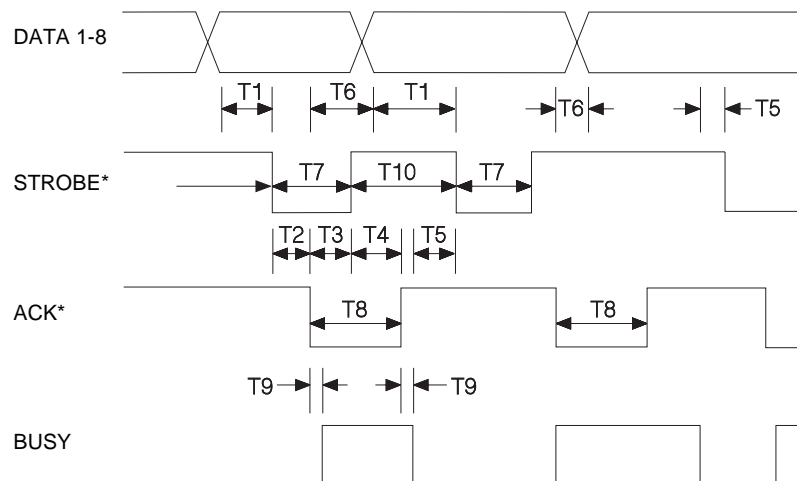 DATA 1-8
T1 T6 T1 T6 T5
STROBE*
T7 T10 T7
T2 T3 T4 T5
ACK*
T8 T8
T9 T9
BUSY